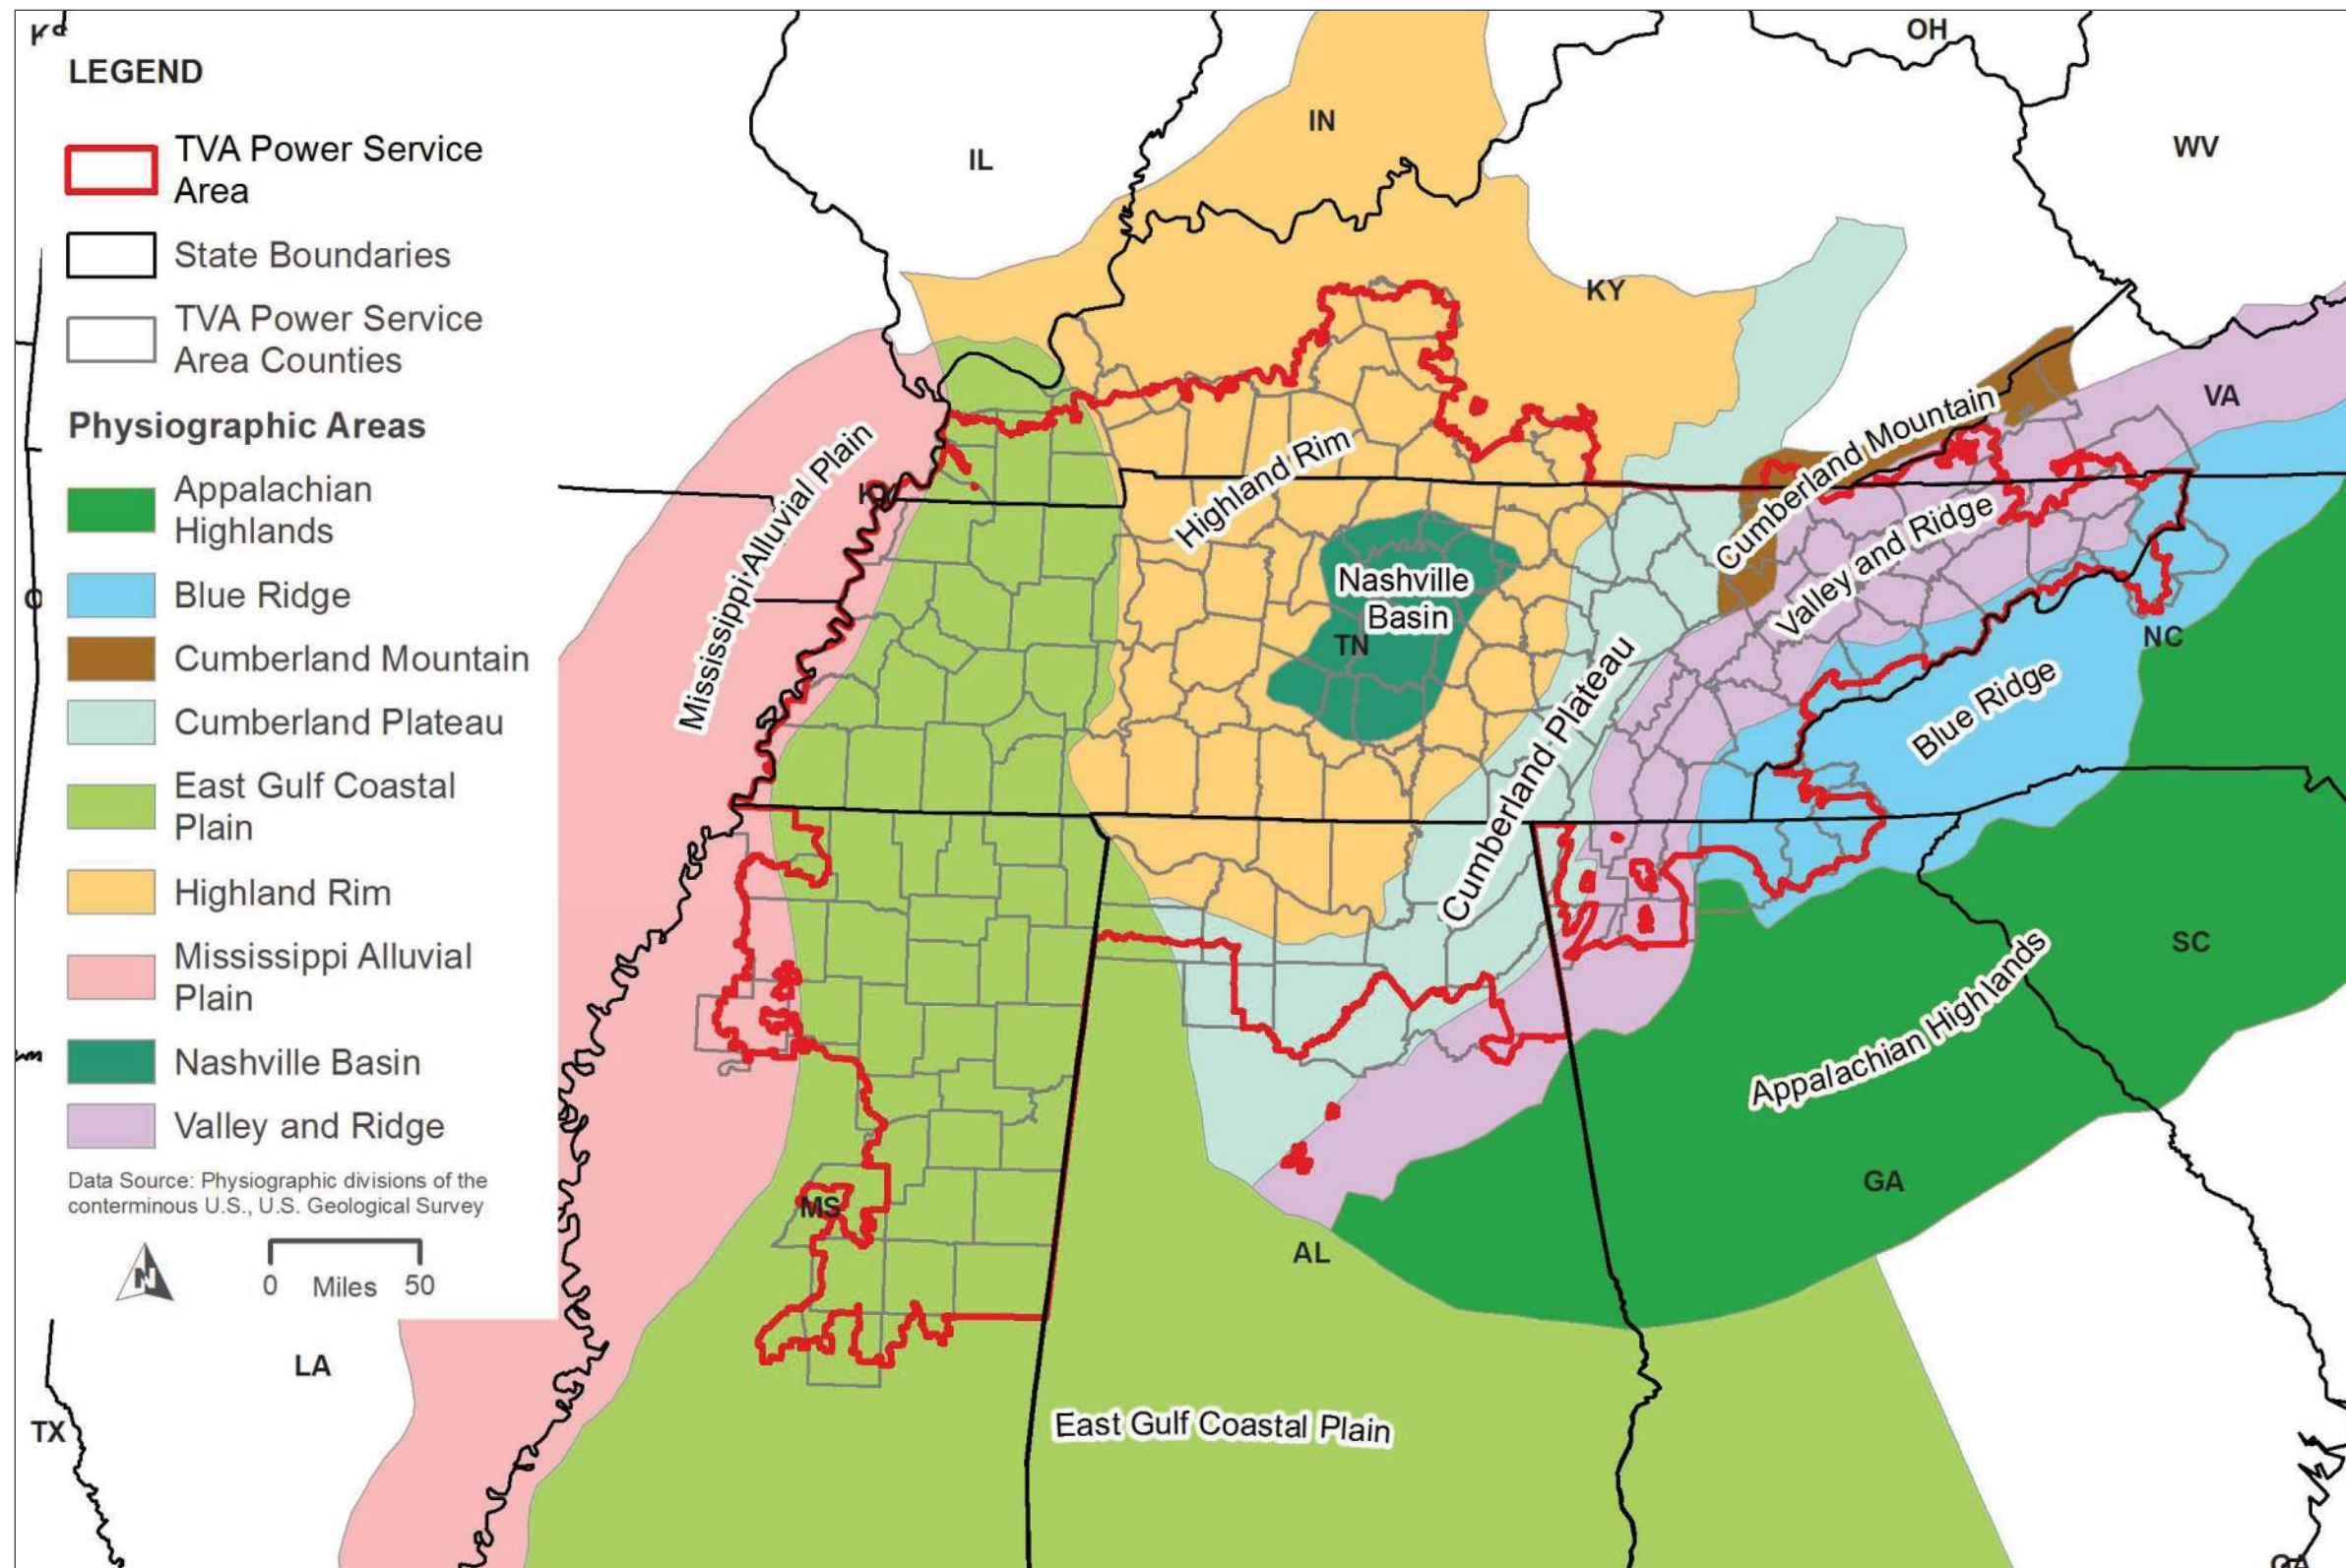 LEGEND
TVA Power Service
Area
State Boundaries
TVA Power Service
Area Counties
Physiographic Areas
Appalachian
Highlands
Blue Ridge
Cumberland Mountain
Cumberland Plateau
East Gulf Coastal
Plain
Highland Rim
Mississippi Alluvial
Plain
Nashville Basin
Valley and Ridge
Data Source: Physiographic divisions of the
conterminous U.S., U.S. Geological Survey
N
0 Miles 50
OH
IN
IL
WV
KY
VA
Cumberland Mountain
Mississippi Alluvial Plain
Highland Rim
KY
Valley and Ridge
Nashville
Basin
TN
NC
Cumberland Plateau
Blue Ridge
SC
Appalachian Highlands
GA
MS
AL
LA
TX
East Gulf Coastal Plain